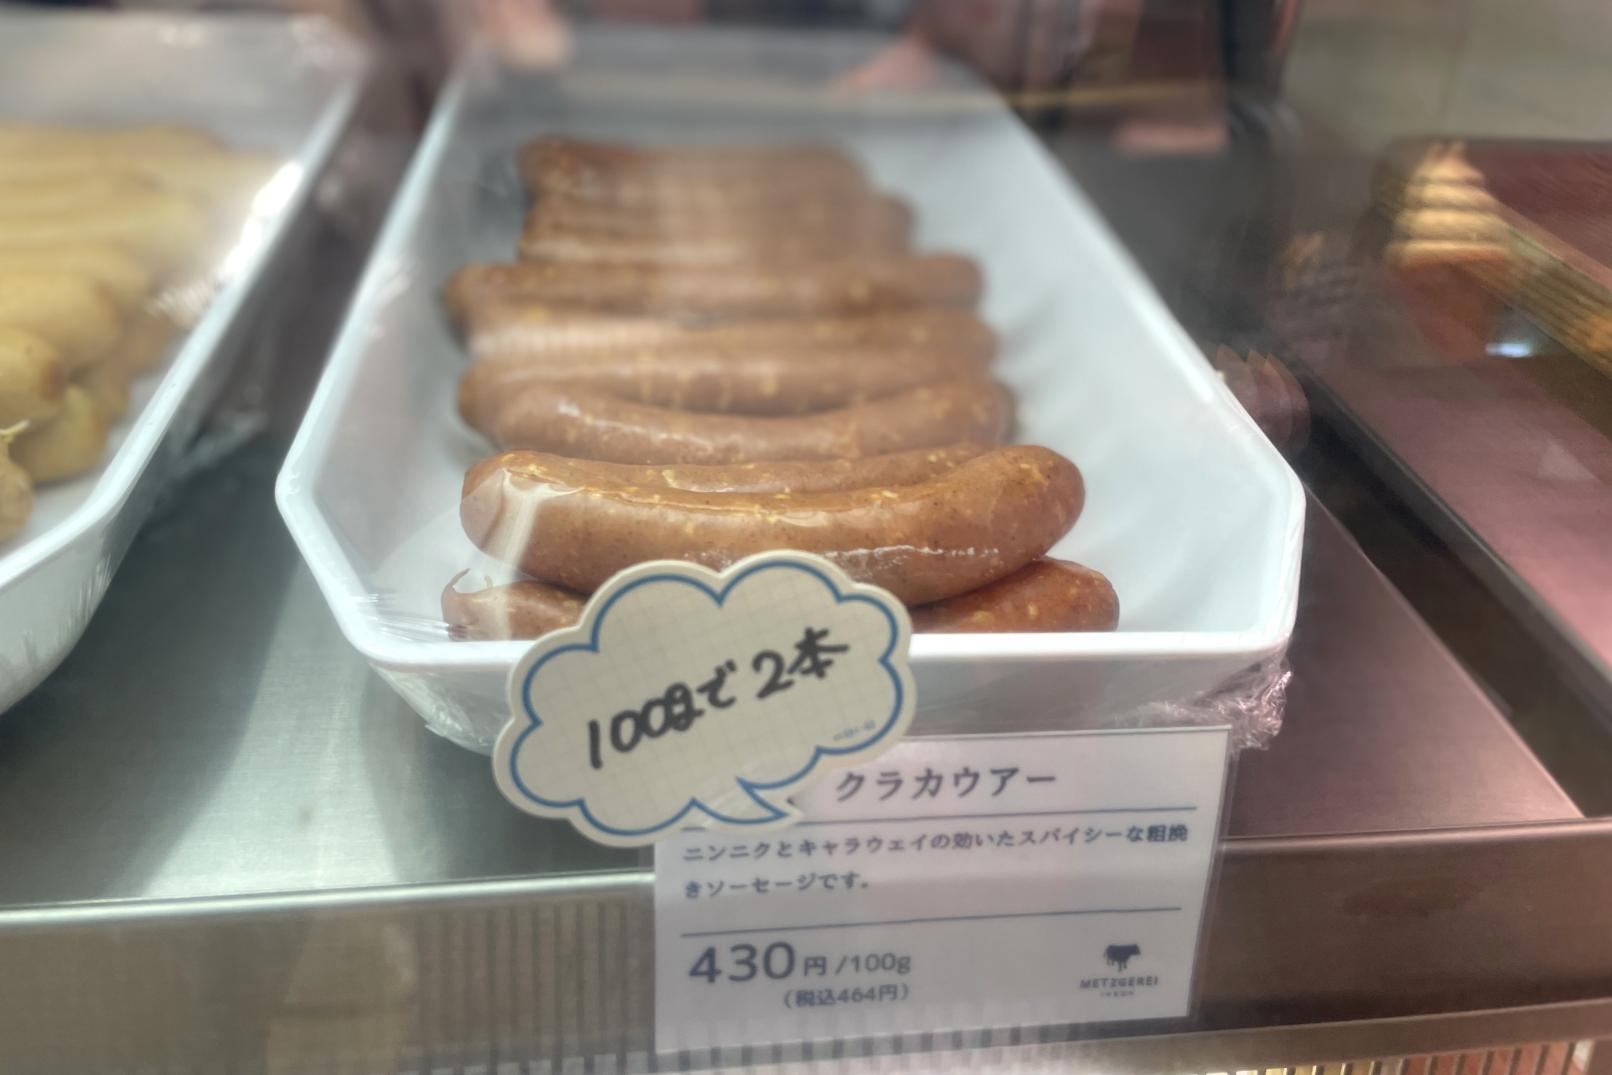 100gで2本
クラカウアー
ニンニクとキャラウェイの効いたスパイシーな粗挽
きソーセージです。
430円/100g
(税込464円)
METZGEREI
IKEDA